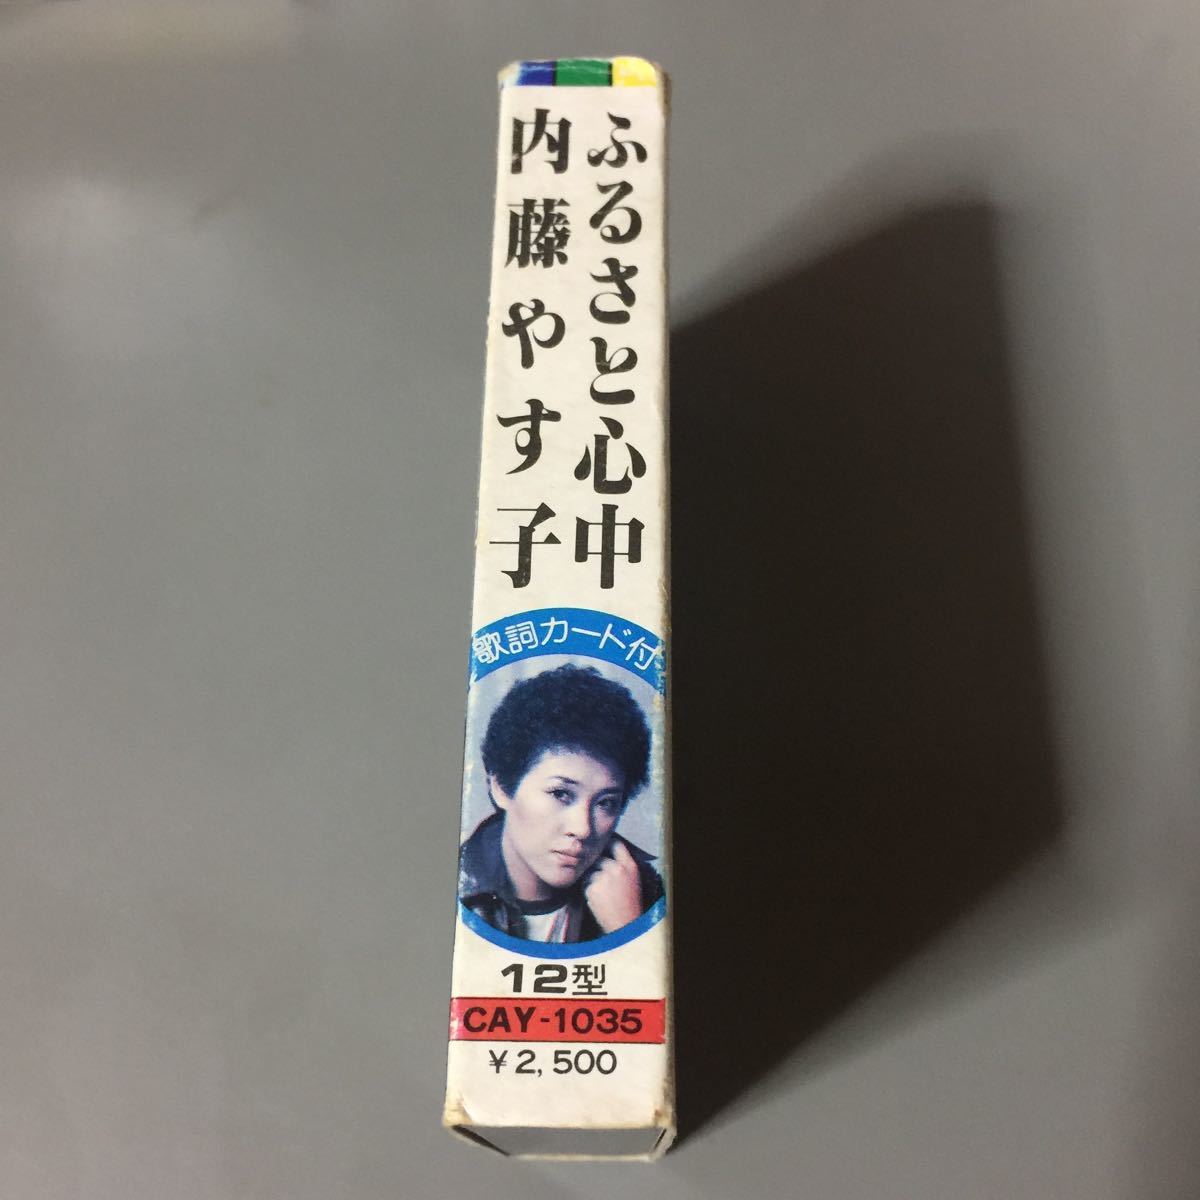 ふるさと心中
内藤やす子
歌詞カード付
12型
CAY-1035
¥2,500